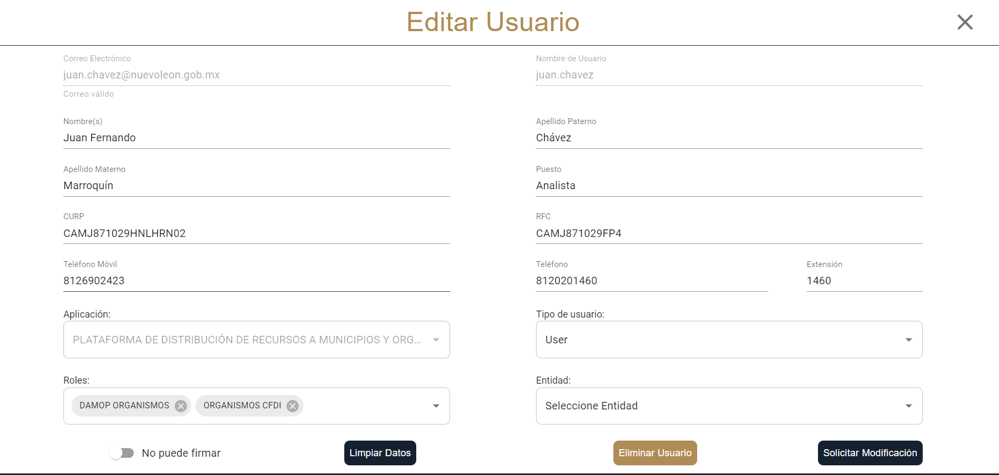 Editar Usuario
Correo Electrónico
juan.chavez@nuevoleon.gob.mx
Correo válido
Nombre de Usuario
juan.chavez
Nombre(s)
Juan Fernando
Apellido Paterno
Chávez
Apellido Materno
Marroquín
Puesto
Analista
CURP
CAMJ871029HNLHRN02
RFC
CAMJ871029FP4
Teléfono Móvil
8126902423
Teléfono
8120201460
Extensión
1460
Aplicación:
PLATAFORMA DE DISTRIBUCIÓN DE RECURSOS A MUNICIPIOS Y ORG...
Tipo de usuario:
User
Roles:
DAMOP ORGANISMOS ORGANISMOS CFDI
Entidad:
Seleccione Entidad
No puede firmar
Limpiar Datos
Eliminar Usuario
Solicitar Modificación